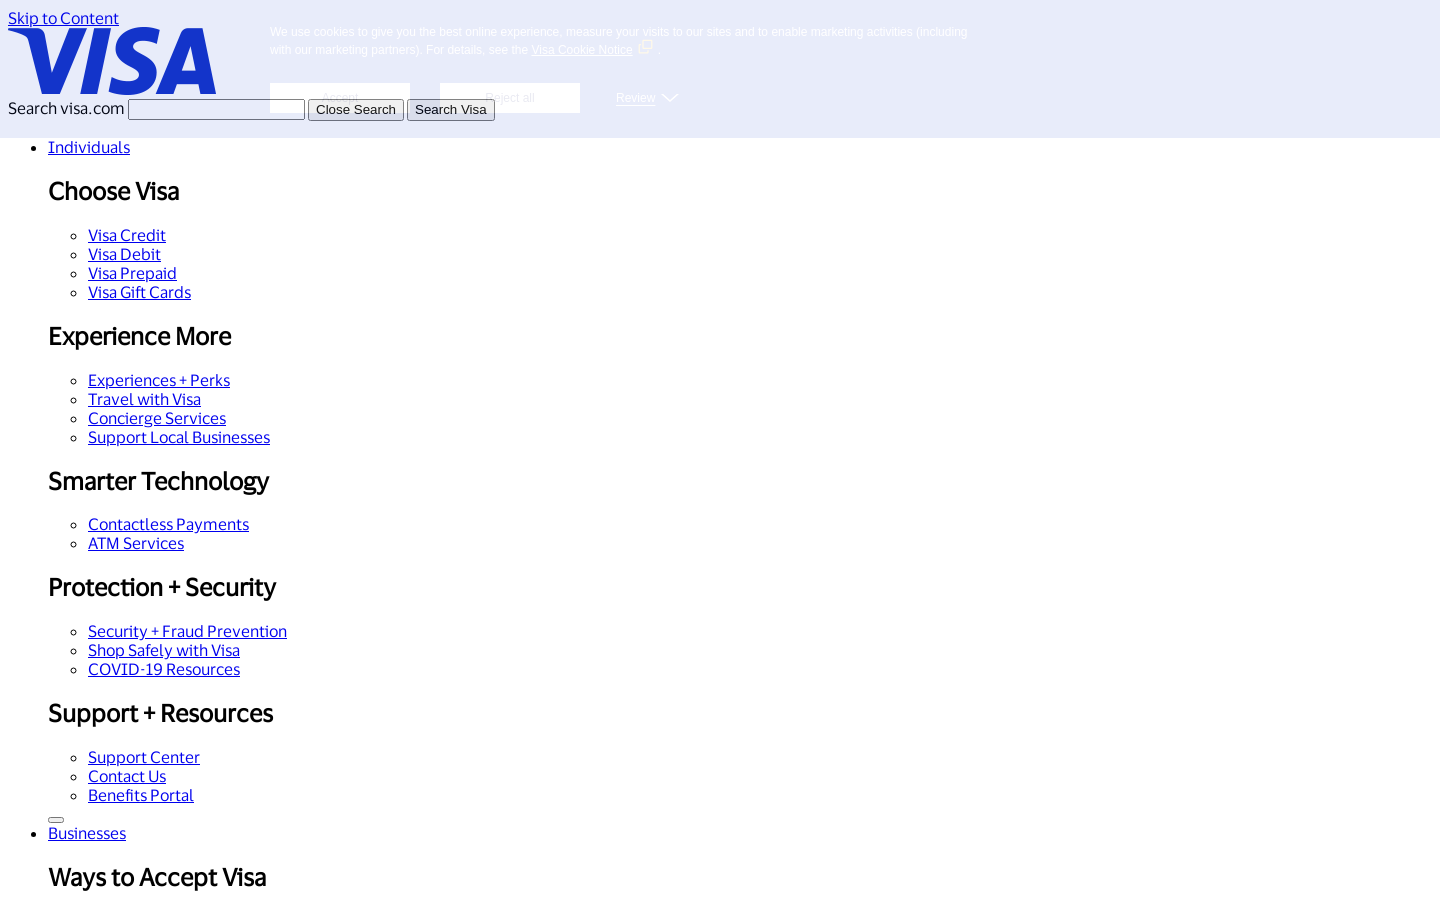 Skip to Content
We use cookies to give you the best online experience, measure your visits to our sites and to enable marketing activities (including
with our marketing partners). For details, see the Visa Cookie Notice .
VISA
Accept Reject all Review
Search visa.com Close Search Search Visa
Individuals
Choose Visa
Visa Credit
Visa Debit
Visa Prepaid
Visa Gift Cards
Experience More
Experiences + Perks
Travel with Visa
Concierge Services
Support Local Businesses
Smarter Technology
Contactless Payments
ATM Services
Protection + Security
Security + Fraud Prevention
Shop Safely with Visa
COVID-19 Resources
Support + Resources
Support Center
Contact Us
Benefits Portal
Businesses
Ways to Accept Visa